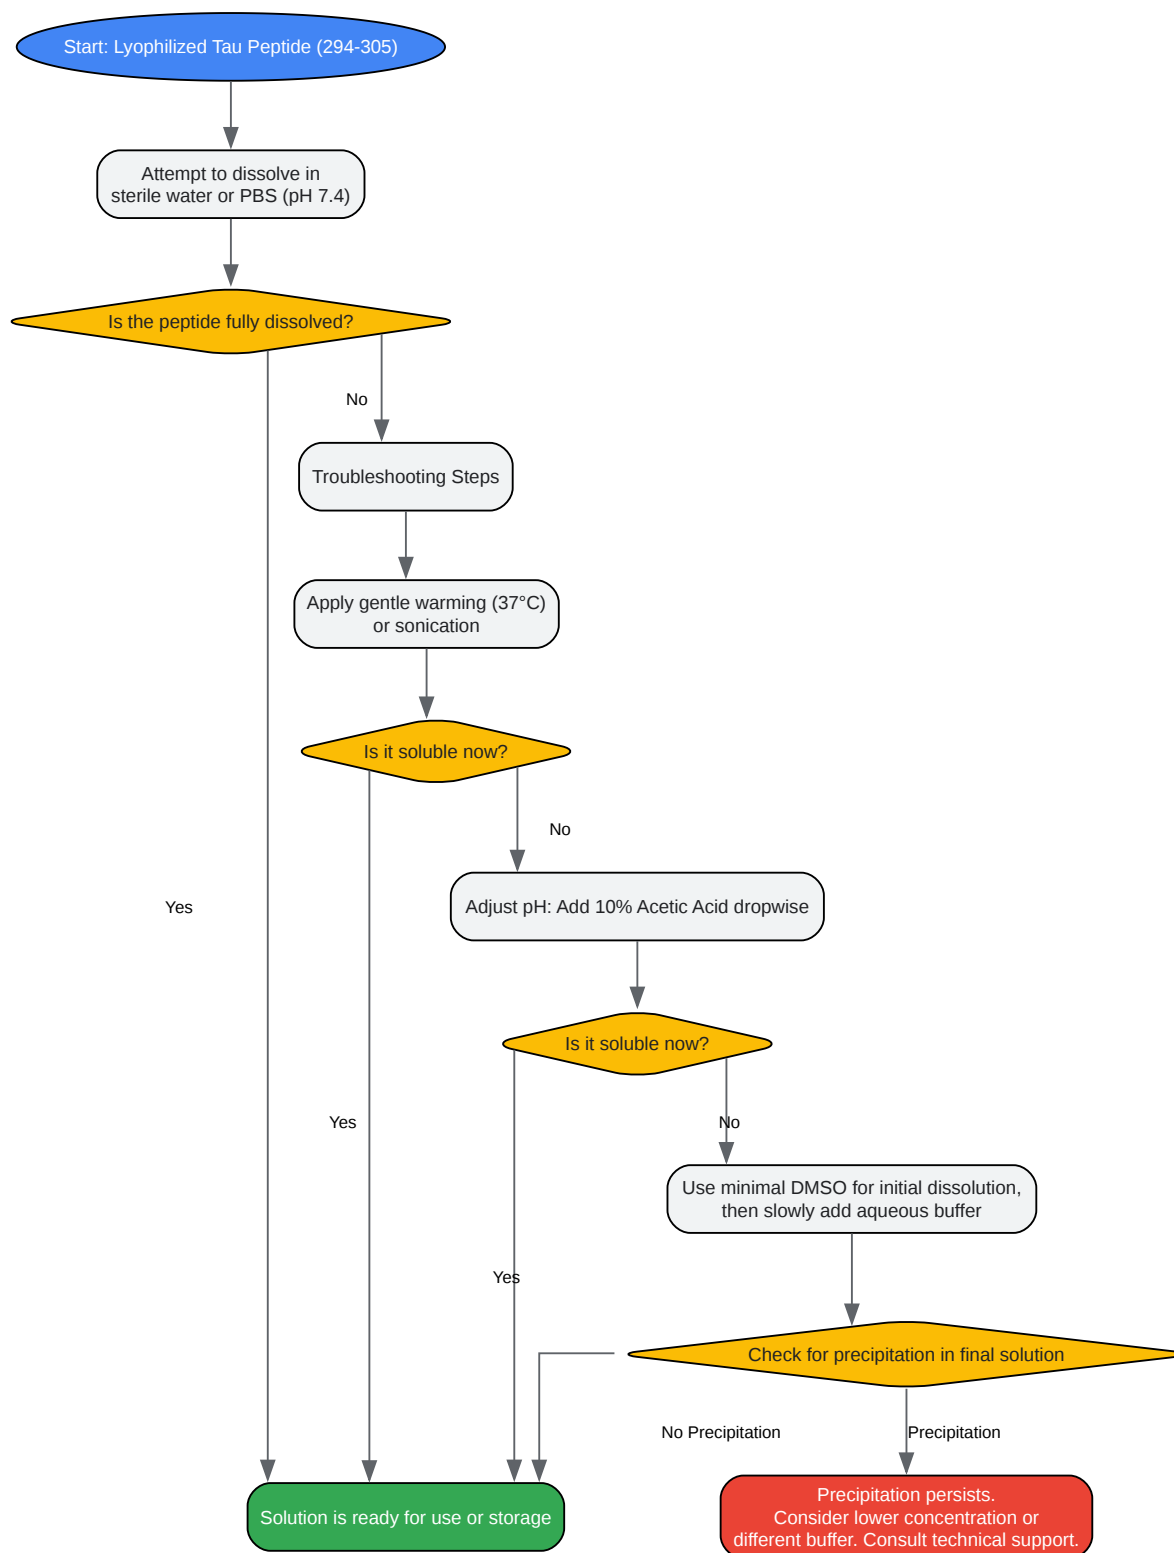 Start: Lyophilized Tau Peptide (294-305)
Attempt to dissolve in
sterile water or PBS (pH 7.4)
Is the peptide fully dissolved?
No
Troubleshooting Steps
Apply gentle warming (37°C)
or sonication
Is it soluble now?
No
Adjust pH: Add 10% Acetic Acid dropwise
Yes
Is it soluble now?
Yes
No
Use minimal DMSO for initial dissolution,
then slowly add aqueous buffer
Yes
Check for precipitation in final solution
No Precipitation
Precipitation
Solution is ready for use or storage
Precipitation persists.
Consider lower concentration or
different buffer. Consult technical support.